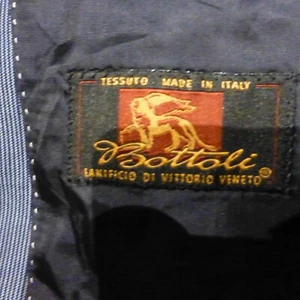 TESSUTO MADE IN ITALY
Bottoli
LANIFICIO DI VITTORIO VENETO ®